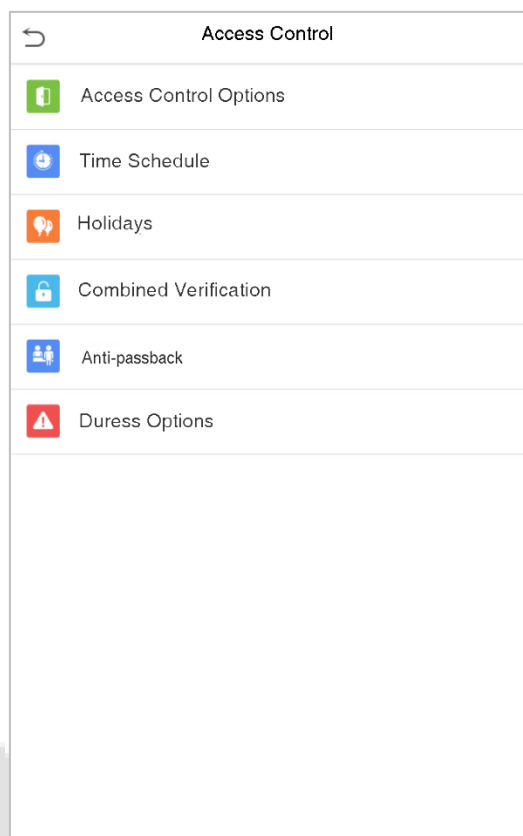 Access Control
Access Control Options
Time Schedule
Holidays
Combined Verification
Anti-passback
Duress Options